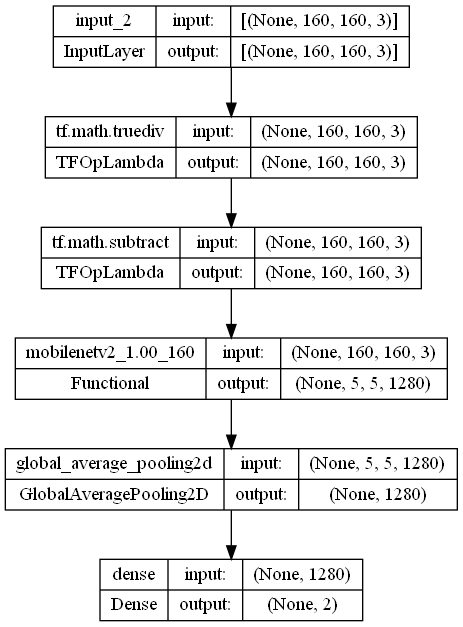 input_2 input: [(None, 160, 160, 3)]
InputLayer output: [(None, 160, 160, 3)]
tf.math.truediv input: (None, 160, 160, 3)
TFOpLambda output: (None, 160, 160, 3)
tf.math.subtract input: (None, 160, 160, 3)
TFOpLambda output: (None, 160, 160, 3)
mobilenetv2_1.00_160 input: (None, 160, 160, 3)
Functional output: (None, 5, 5, 1280)
global_average_pooling2d input: (None, 5, 5, 1280)
GlobalAveragePooling2D output: (None, 1280)
dense input: (None, 1280)
Dense output: (None, 2)